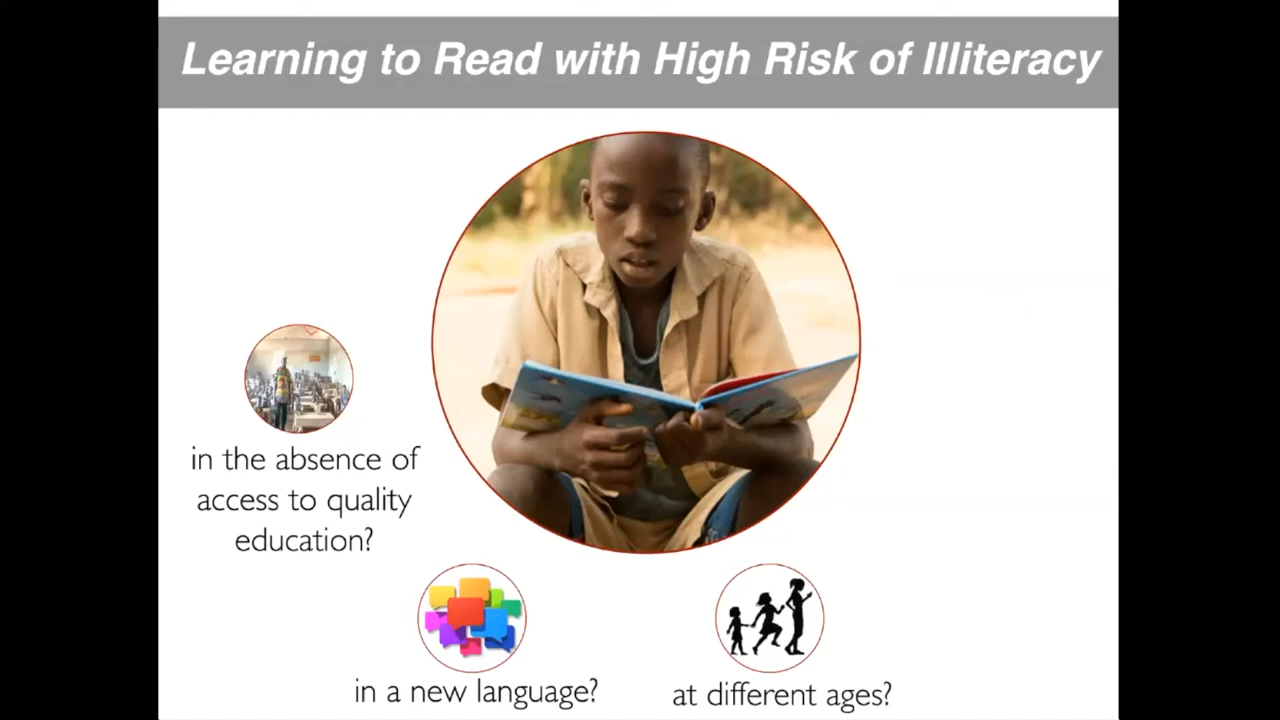 Learning to Read with High Risk of Illiteracy
in the absence of
access to quality
education?
in a new language?
at different ages?